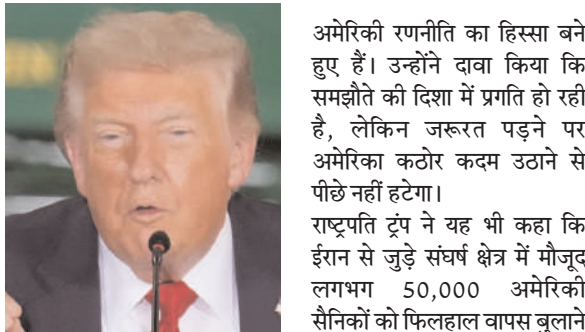 अमेरिकी रणनीति का हिस्सा बने
हुए हैं। उन्होंने दावा किया कि
समझौते की दिशा में प्रगति हो रही
है, लेकिन जरूरत पड़ने पर
अमेरिका कठोर कदम उठाने से
पीछे नहीं हटेगा।
राष्ट्रपति ट्रंप ने यह भी कहा कि
ईरान से जुड़े संघर्ष क्षेत्र में मौजूद
लगभग 50,000 अमेरिकी
सैनिकों को फिलहाल वापस बुलाने